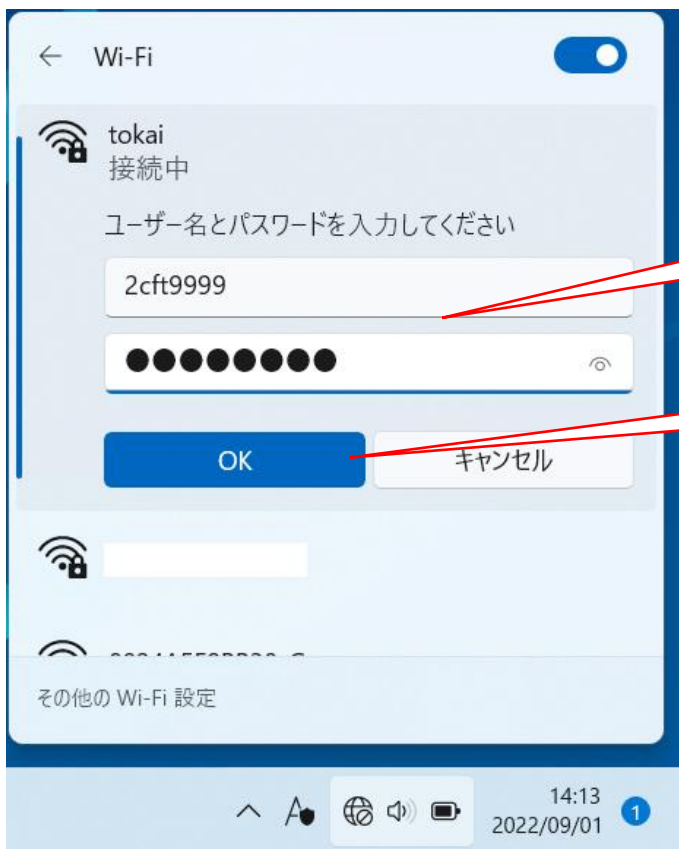 Wi-Fi
tokai
接続中
ユーザー名とパスワードを入力してください
2cft9999
●●●●●●●●
OK キャンセル
その他の Wi-Fi 設定
14:13
2022/09/01 1